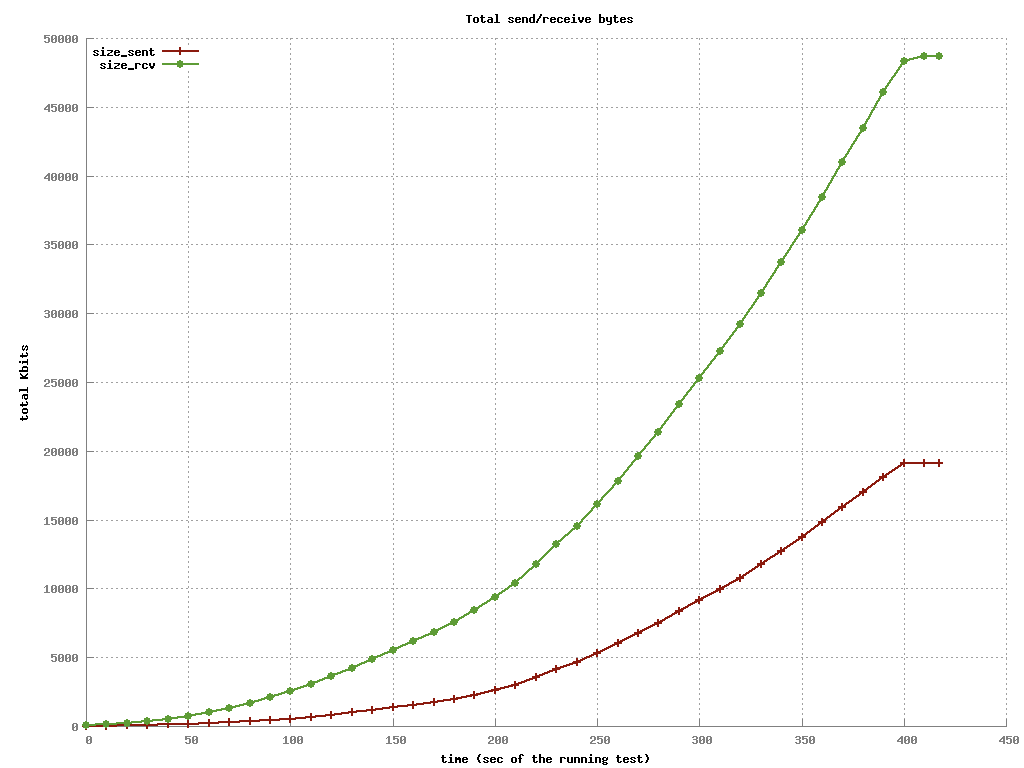 Total send/receive bytes
size_sent
size_rcv
50000
45000
40000
35000
30000
25000
20000
15000
10000
5000
0
total Kbits
0 50 100 150 200 250 300 350 400 450
time (sec of the running test)